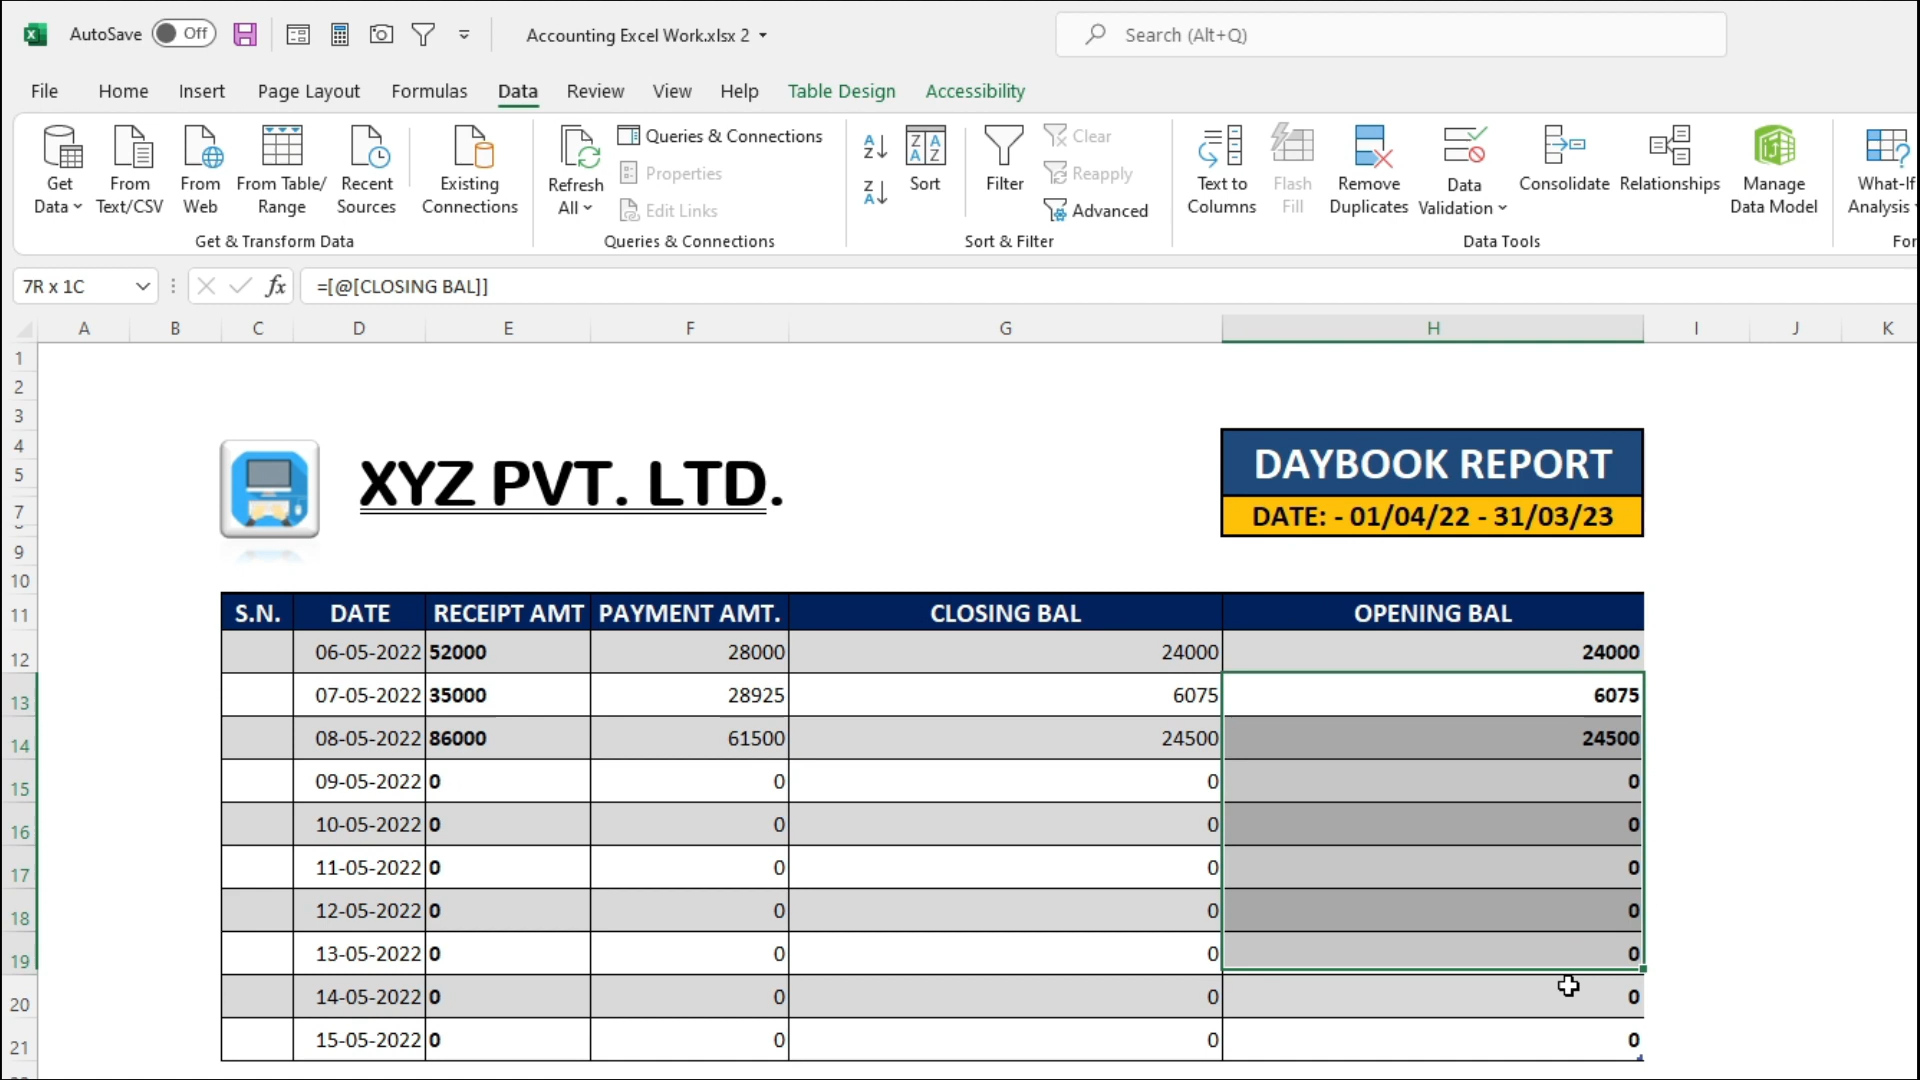 AutoSave Off Accounting Excel Work.xlsx 2 Search (Alt+Q)
File Home Insert Page Layout Formulas Data Review View Help Table Design Accessibility
Get Data From Text/CSV From Web From Table/Range Recent Sources Existing Connections
Get & Transform Data
Refresh All Queries & Connections
Properties
Edit Links
Queries & Connections
Sort Filter Clear
Reapply
Advanced
Sort & Filter
Text to Columns Flash Fill Remove Duplicates Data Validation Consolidate Relationships Manage Data Model
Data Tools
What-If Analysis
For
7R x 1C fx =[@[CLOSING BAL]]
A B C D E F G H I J K
1
2
3
4
5
7
9
10
XYZ PVT. LTD.
DAYBOOK REPORT
DATE: - 01/04/22 - 31/03/23
11 S.N. DATE RECEIPT AMT PAYMENT AMT. CLOSING BAL OPENING BAL
12 06-05-2022 52000 28000 24000 24000
13 07-05-2022 35000 28925 6075 6075
14 08-05-2022 86000 61500 24500 24500
15 09-05-2022 0 0 0 0
16 10-05-2022 0 0 0 0
17 11-05-2022 0 0 0 0
18 12-05-2022 0 0 0 0
19 13-05-2022 0 0 0 0
20 14-05-2022 0 0 0 0
21 15-05-2022 0 0 0 0